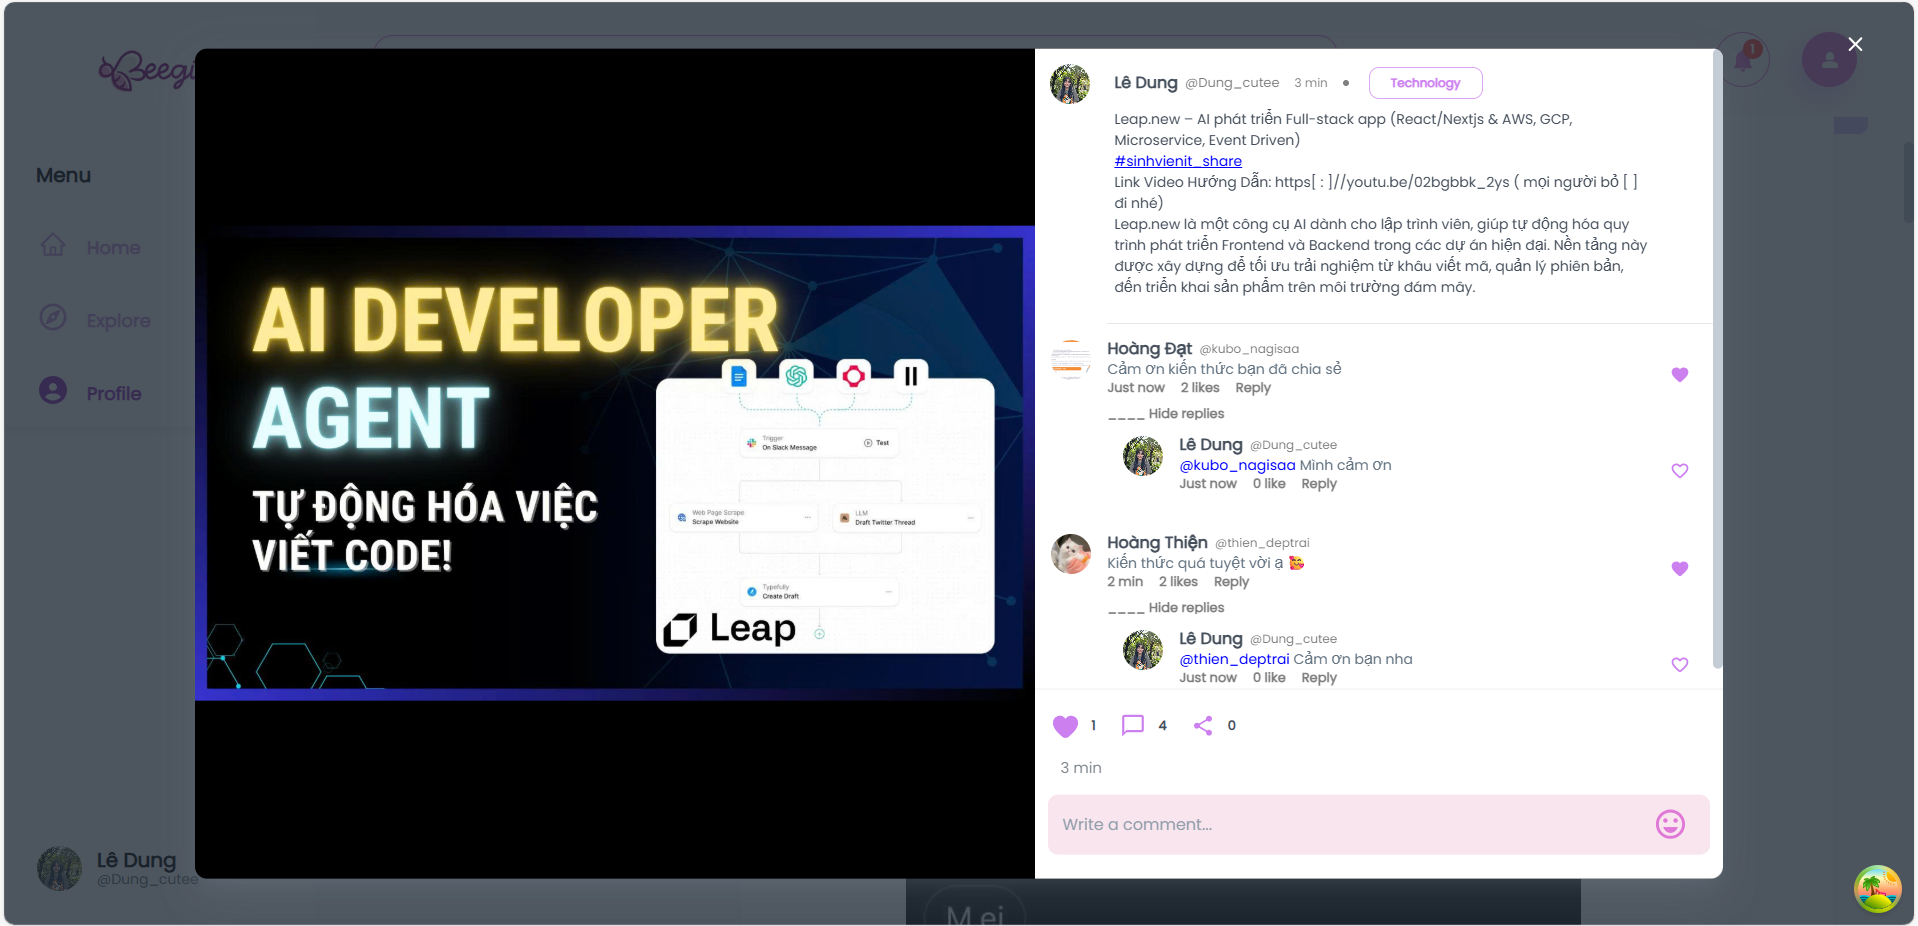 Beegi
1
Menu
Home
Explore
Profile
Lê Dung
@Dung_cutee
AI DEVELOPER
AGENT
TỰ ĐỘNG HÓA VIỆC
VIẾT CODE!
Trigger
On Slack Message
Test
Web Page Scrape
Scrape Website
LLM
Draft Twitter Thread
Typefully
Create Draft
Leap
Lê Dung @Dung_cutee 3 min • Technology
Leap.new – AI phát triển Full-stack app (React/Nextjs & AWS, GCP,
Microservice, Event Driven)
#sinhvienit_share
Link Video Hướng Dẫn: https[ : ]//youtu.be/02bgbbk_2ys ( mọi người bỏ [ ]
đi nhé)
Leap.new là một công cụ AI dành cho lập trình viên, giúp tự động hóa quy
trình phát triển Frontend và Backend trong các dự án hiện đại. Nền tảng này
được xây dựng để tối ưu trải nghiệm từ khâu viết mã, quản lý phiên bản,
đến triển khai sản phẩm trên môi trường đám mây.
Hoàng Đạt @kubo_nagisaa
Cảm ơn kiến thức bạn đã chia sẻ
Just now 2 likes Reply
____ Hide replies
Lê Dung @Dung_cutee
@kubo_nagisaa Mình cảm ơn
Just now 0 like Reply
Hoàng Thiện @thien_deptrai
Kiến thức quá tuyệt vời ạ 🥰
2 min 2 likes Reply
____ Hide replies
Lê Dung @Dung_cutee
@thien_deptrai Cảm ơn bạn nha
Just now 0 like Reply
1 4 0
3 min
Write a comment...